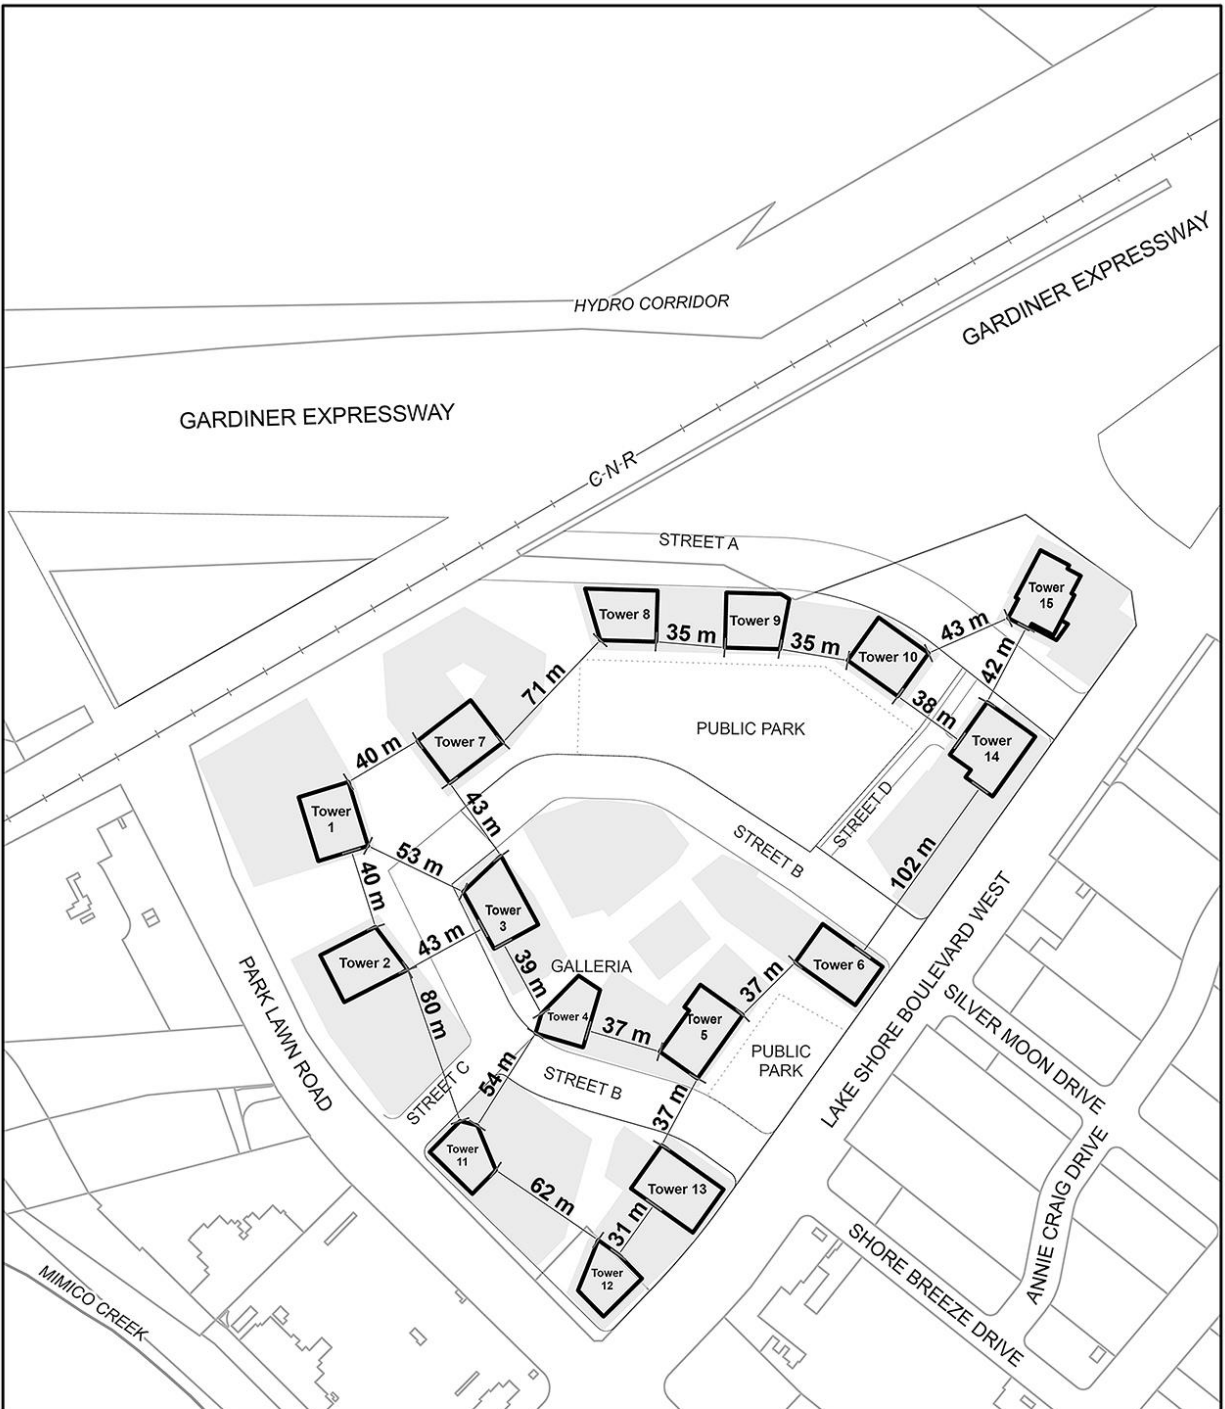 HYDRO CORRIDOR
GARDINER EXPRESSWAY
GARDINER EXPRESSWAY
C-N-R
STREET A
Tower
15
Tower 8
35 m
Tower 9
35 m
Tower 10
43 m
42 m
71 m
38 m
PUBLIC PARK
Tower
14
Tower 7
40 m
43 m
Tower
1
53 m
40 m
STREET B
STREET D
102 m
Tower
3
43 m
Tower 2
39 m
GALLERIA
Tower 6
37 m
80 m
Tower 4
37 m
Tower
5
PUBLIC
PARK
PARK LAWN ROAD
LAKE SHORE BOULEVARD WEST
SILVER MOON DRIVE
54 m
STREET B
STREET C
37 m
Tower
11
62 m
Tower 13
31 m
Tower
12
ANNIE CRAIG DRIVE
SHORE BREEZE DRIVE
MIMICO CREEK